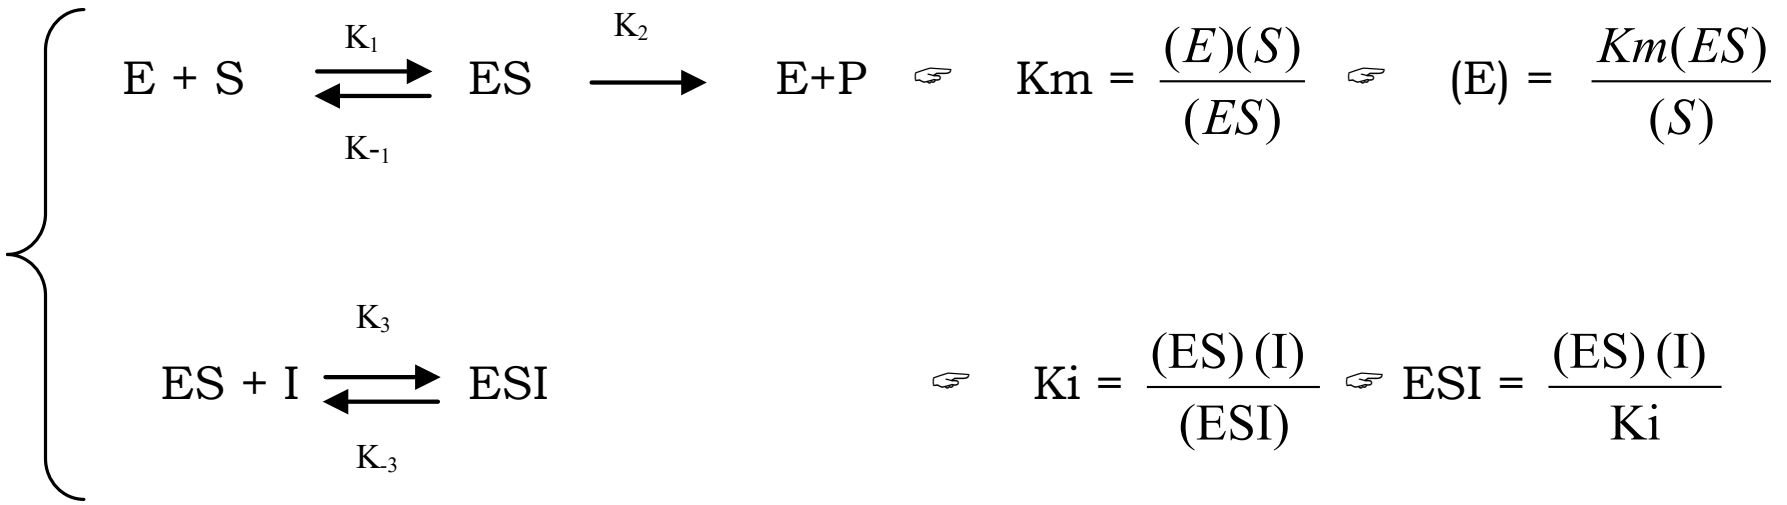 K₁ K₂
E + S ⇄ ES → E+P ☞ Km = (E)(S) / (ES) ☞ (E) = Km(ES) / (S)
K-₁
K₃
ES + I ⇄ ESI ☞ Ki = (ES) (I) / (ESI) ☞ ESI = (ES) (I) / Ki
K₋₃